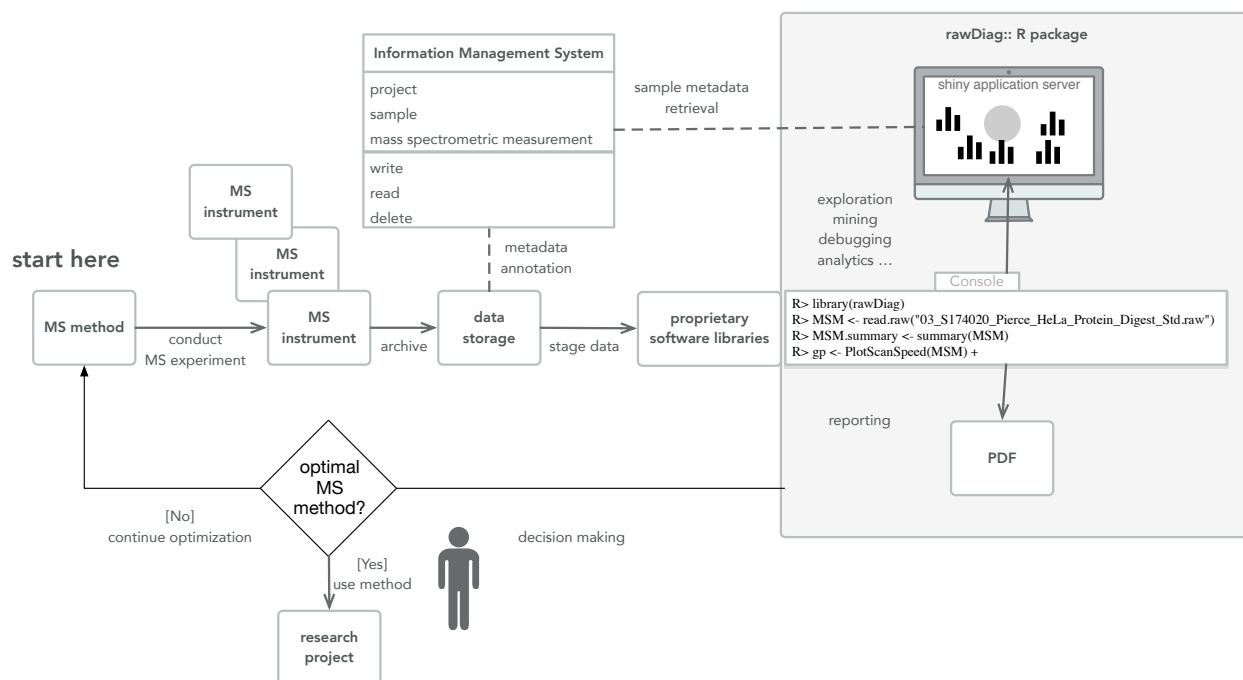 rawDiag:: R package
Information Management System
project
sample
mass spectrometric measurement
write
read
delete
sample metadata
retrieval
shiny application server
MS
instrument
MS
instrument
MS
instrument
start here
MS method
conduct
MS experiment
archive
metadada
annotation
data
storage
stage data
proprietary
software libraries
exploration
mining
debugging
analytics ...
Console
R> library(rawDiag)
R> MSM <- read.raw("03_S174020_Pierce_HeLa_Protein_Digest_Std.raw")
R> MSM.summary <- summary(MSM)
R> gp <- PlotScanSpeed(MSM) +
reporting
PDF
optimal
MS
method?
[No]
continue optimization
decision making
[Yes]
use method
research
project